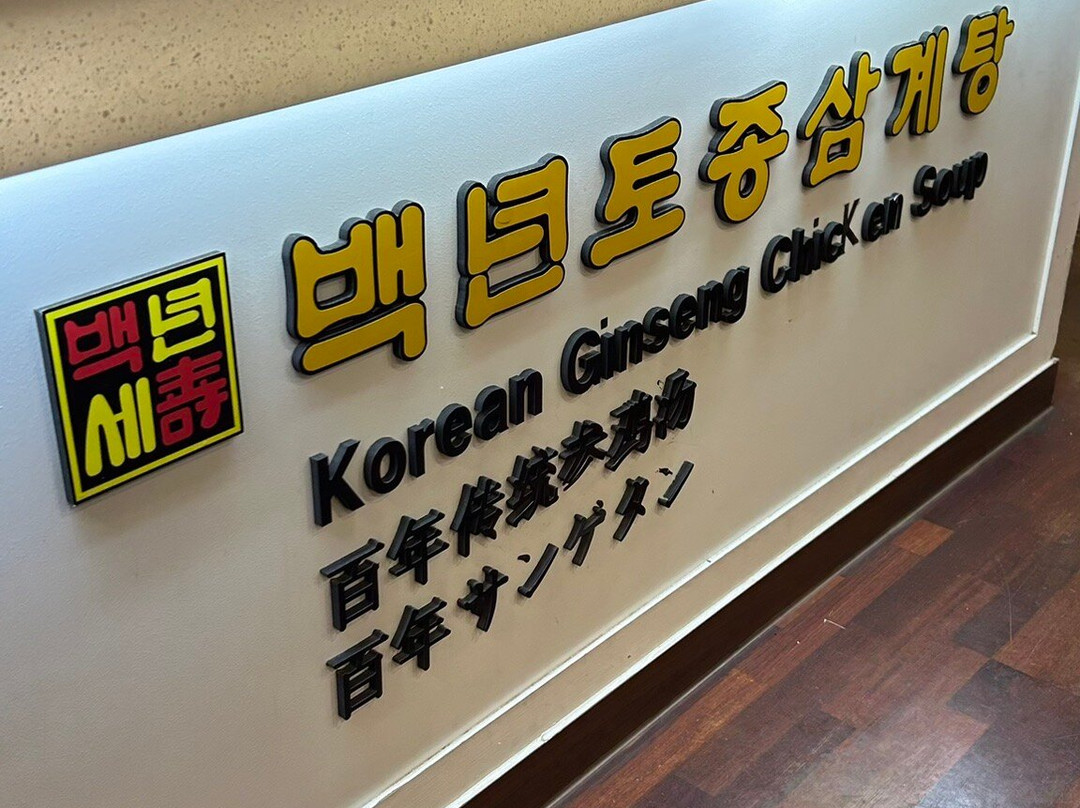 백년
세壽
백년토종삼계탕
Korean Ginseng Chicken Soup
百年传统参鸡汤
百年サンゲタン